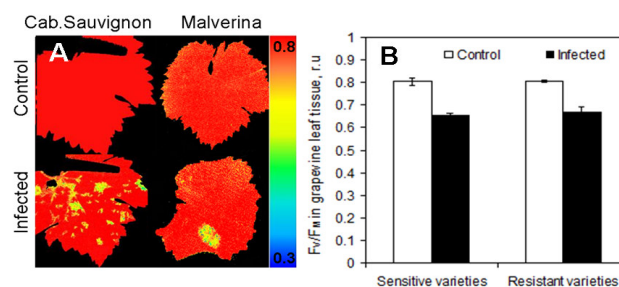 Cab.Sauvignon Malverina
Control
Infected
A
0.8
0.3
B
Control Infected
Fv/Fм in grapevine leaf tissue, r.u
1
0.9
0.8
0.7
0.6
0.5
0.4
0.3
0.2
0.1
0
Sensitive varieties Resistant varieties